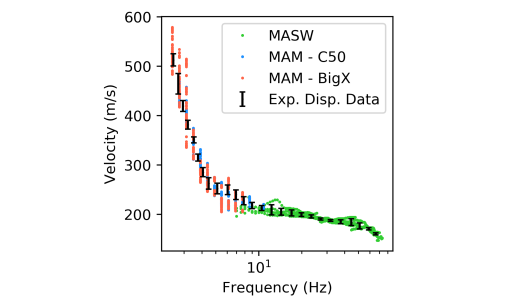 600
500
400
300
200
Velocity (m/s)
MASW
MAM - C50
MAM - BigX
Exp. Disp. Data
10¹
Frequency (Hz)